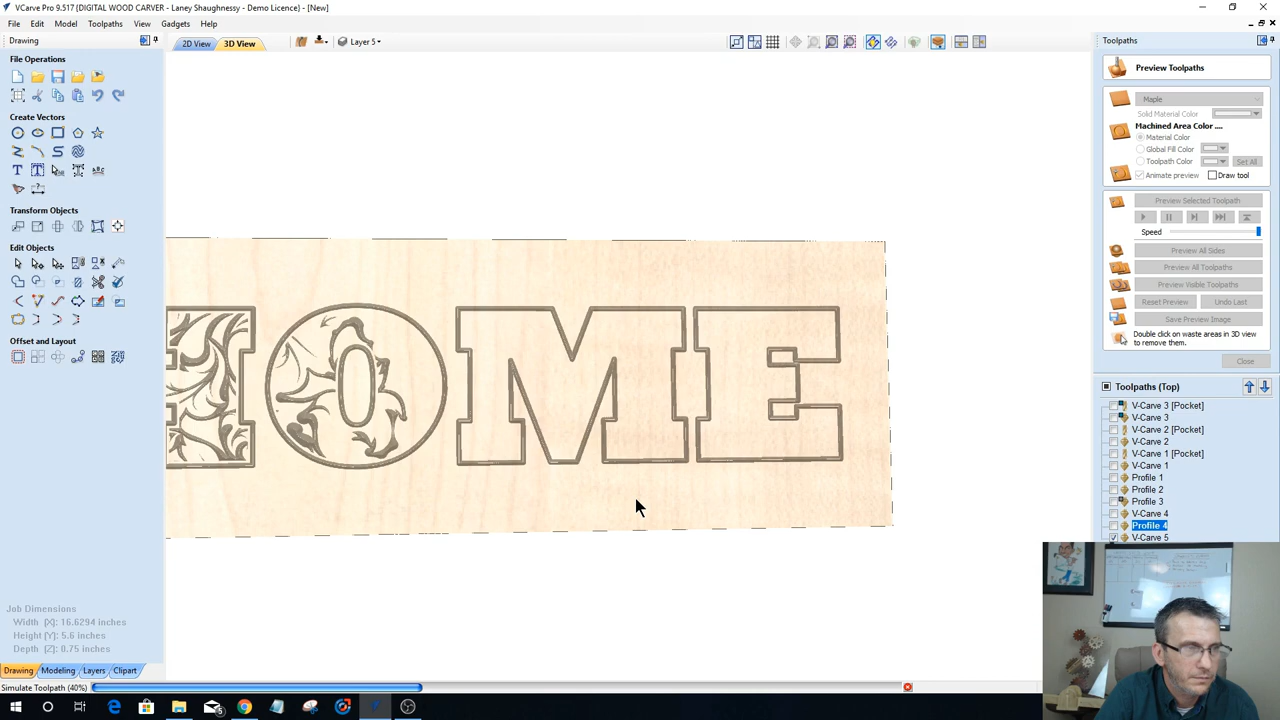 VCarve Pro 9.517 {DIGITAL WOOD CARVER - Laney Shaughnessy - Demo Licence} - [New]
File Edit Model Toolpaths View Gadgets Help
Drawing
2D View 3D View Layer 5
File Operations
Create Vectors
Transform Objects
Edit Objects
Offset and Layout
Job Dimensions
Width (X): 16.6294 inches
Height (Y): 5.6 inches
Depth (Z): 0.75 inches
Drawing Modeling Layers Clipart
Simulate Toolpath (40%)
HOME
Toolpaths
Preview Toolpaths
Maple
Solid Material Color
Machined Area Color ....
Material Color
Global Fill Color
Toolpath Color Set All
Animate preview Draw tool
Preview Selected Toolpath
Speed
Preview All Sides
Preview All Toolpaths
Preview Visible Toolpaths
Reset Preview Undo Last
Save Preview Image
Double click on waste areas in 3D view
to remove them.
Close
Toolpaths (Top)
V-Carve 3 [Pocket]
V-Carve 3
V-Carve 2 [Pocket]
V-Carve 2
V-Carve 1 [Pocket]
V-Carve 1
Profile 1
Profile 2
Profile 3
V-Carve 4
Profile 4
V-Carve 5